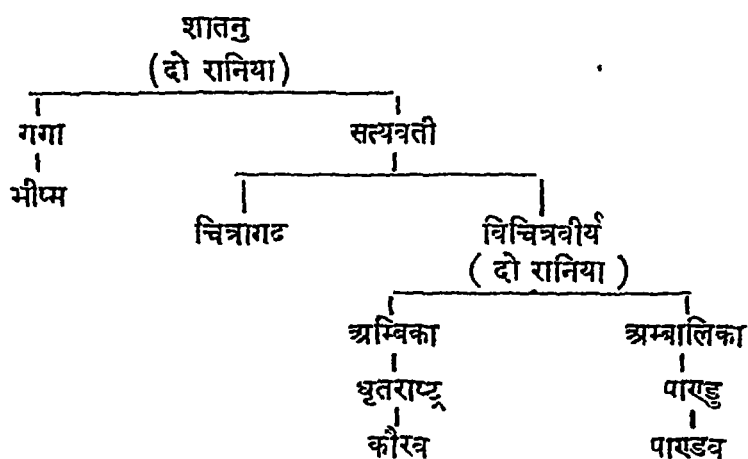 शातनु
(दो रानिया)
गगा सत्यवती
भीष्म
चित्रागद विचित्रवीर्य
( दो रानिया )
अम्बिका अम्बालिका
धृतराष्ट्र पाण्डु
कौरव पाण्डव